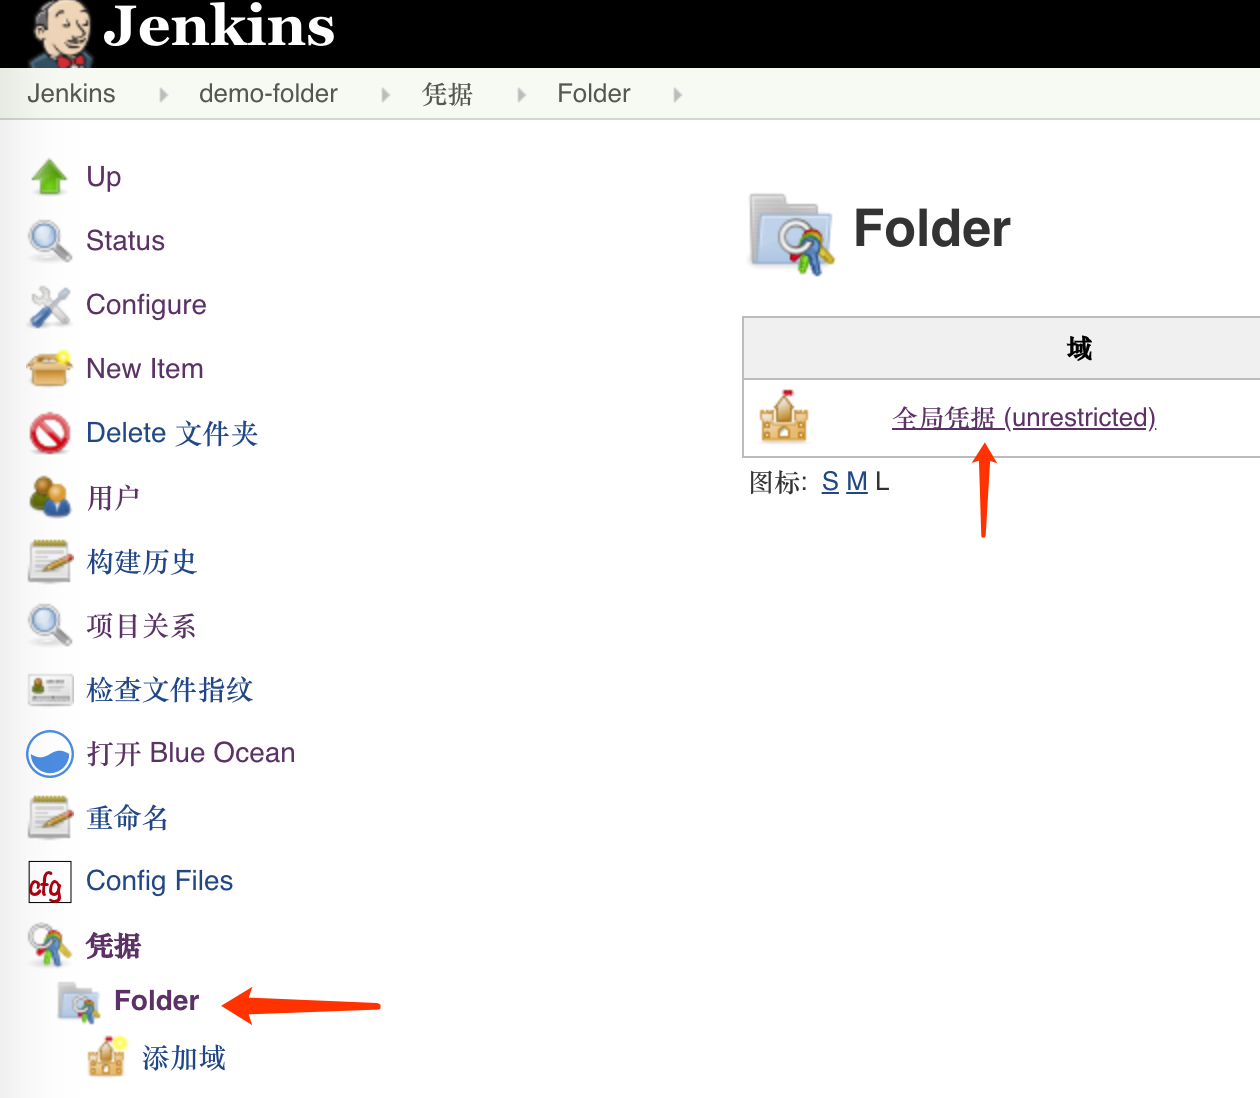 Jenkins
Jenkins demo-folder 凭据 Folder
Up
Status
Configure
New Item
Delete 文件夹
用户
构建历史
项目关系
检查文件指纹
打开 Blue Ocean
重命名
cfg Config Files
凭据
Folder
添加域
Folder
域
全局凭据 (unrestricted)
图标: S M L